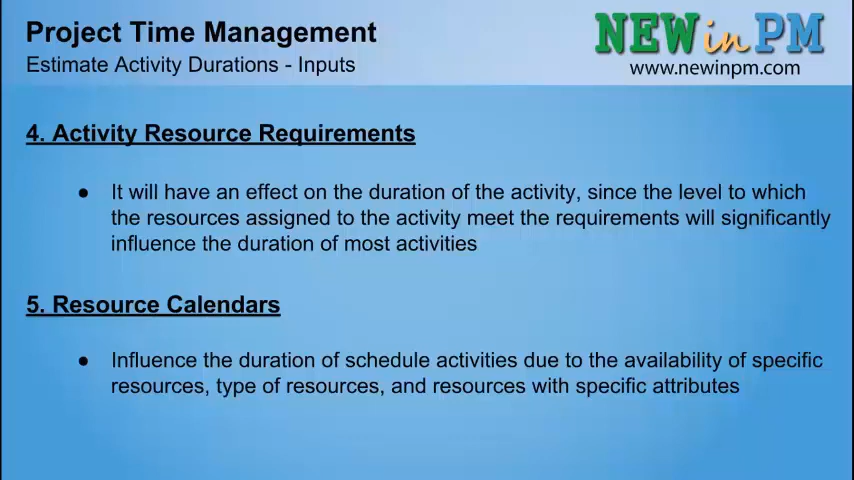 Project Time Management
Estimate Activity Durations - Inputs
NEW in PM
www.newinpm.com
4. Activity Resource Requirements
● It will have an effect on the duration of the activity, since the level to which
the resources assigned to the activity meet the requirements will significantly
influence the duration of most activities
5. Resource Calendars
● Influence the duration of schedule activities due to the availability of specific
resources, type of resources, and resources with specific attributes